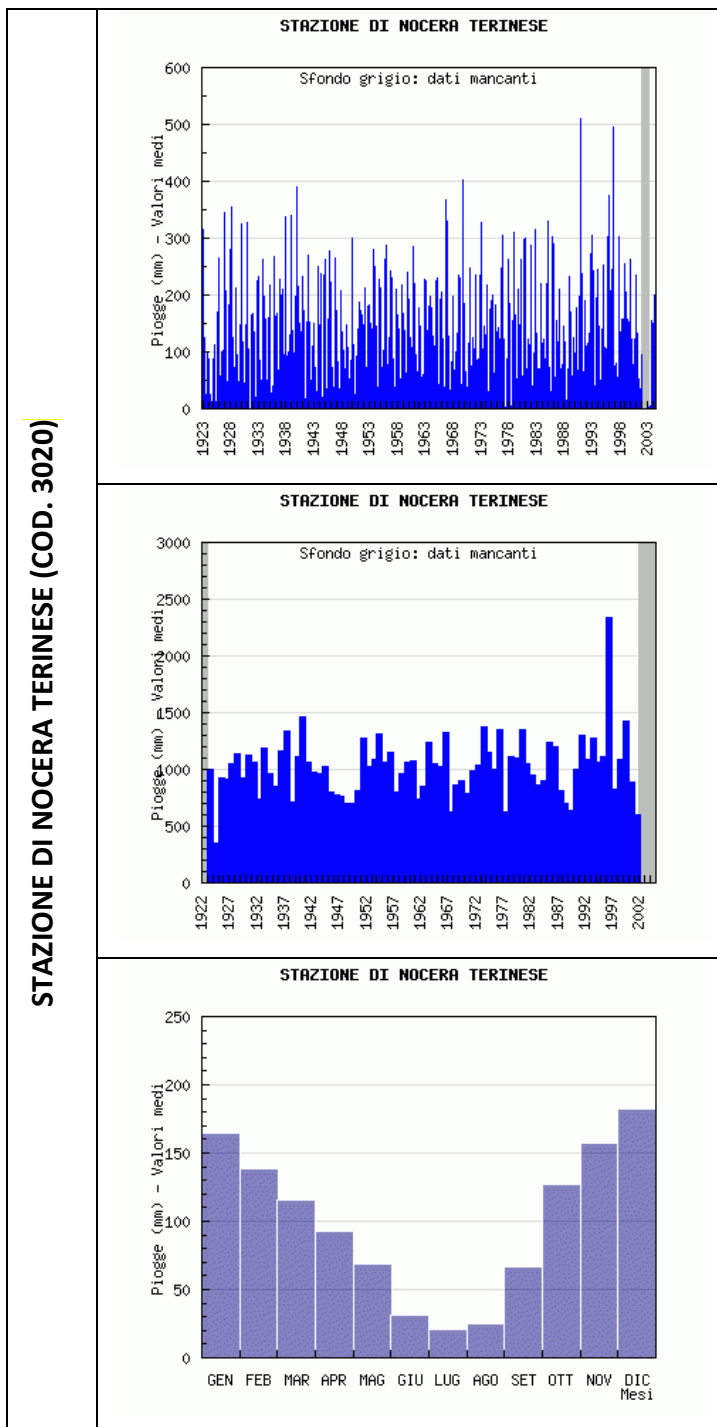 STAZIONE DI NOCERA TERINESE (COD. 3020)
STAZIONE DI NOCERA TERINESE
Sfondo grigio: dati mancanti
Piogge (mm) - Valori medi
600
500
400
300
200
100
0
1923 1928 1933 1938 1943 1948 1953 1958 1963 1968 1973 1978 1983 1988 1993 1998 2003
STAZIONE DI NOCERA TERINESE
Sfondo grigio: dati mancanti
Piogge (mm) - Valori medi
3000
2500
2000
1500
1000
500
0
1922 1927 1932 1937 1942 1947 1952 1957 1962 1967 1972 1977 1982 1987 1992 1997 2002
STAZIONE DI NOCERA TERINESE
Piogge (mm) - Valori medi
250
200
150
100
50
0
GEN FEB MAR APR MAG GIU LUG AGO SET OTT NOV DIC
Mesi